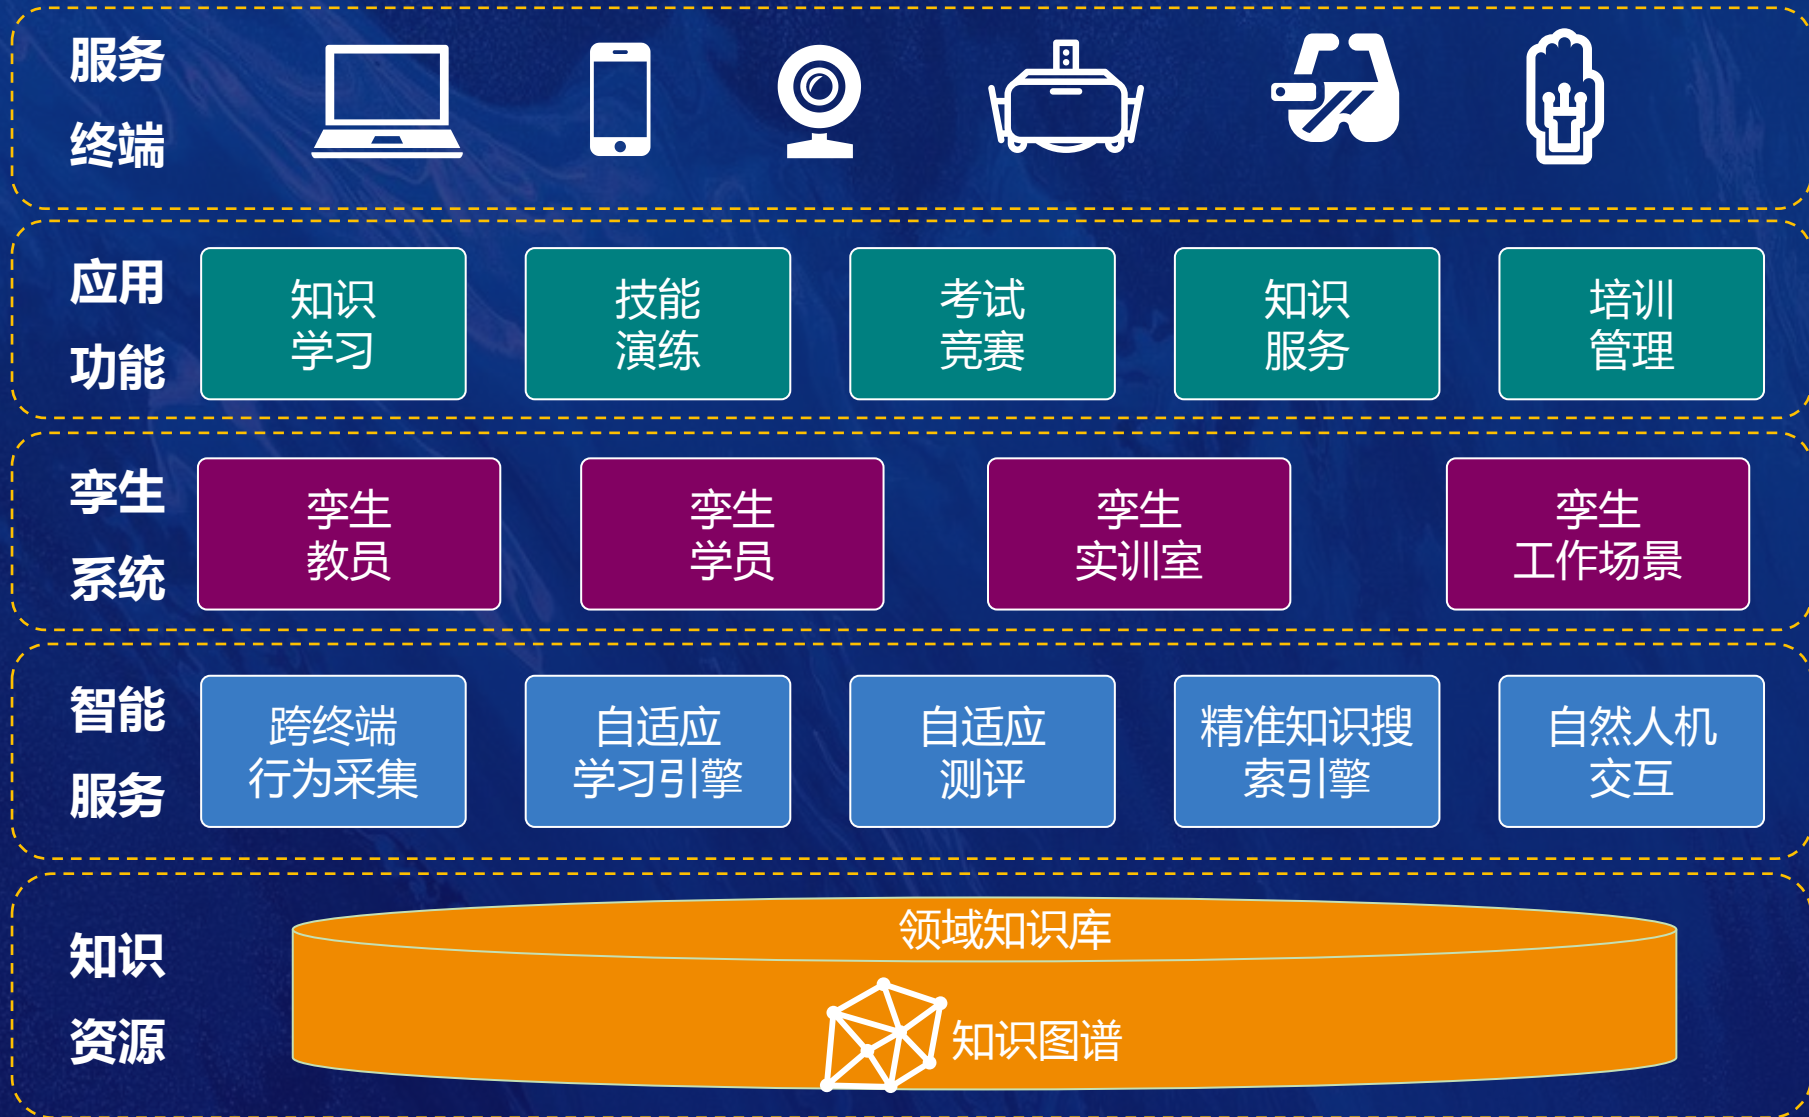 服务
终端
应用
功能
知识
学习
技能
演练
考试
竞赛
知识
服务
培训
管理
孪生
系统
孪生
教员
孪生
学员
孪生
实训室
孪生
工作场景
智能
服务
跨终端
行为采集
自适应
学习引擎
自适应
测评
精准知识搜
索引擎
自然人机
交互
知识
资源
领域知识库
知识图谱